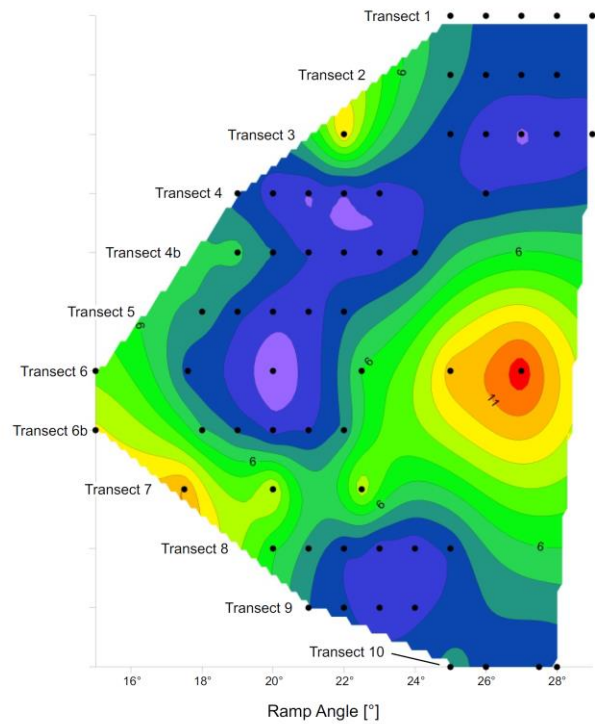 Transect 1
Transect 2
6
Transect 3
Transect 4
Transect 4b
6
Transect 5
6
Transect 6
6
11
Transect 6b
6
Transect 7
6
Transect 8
6
Transect 9
Transect 10
16° 18° 20° 22° 24° 26° 28°
Ramp Angle [°]